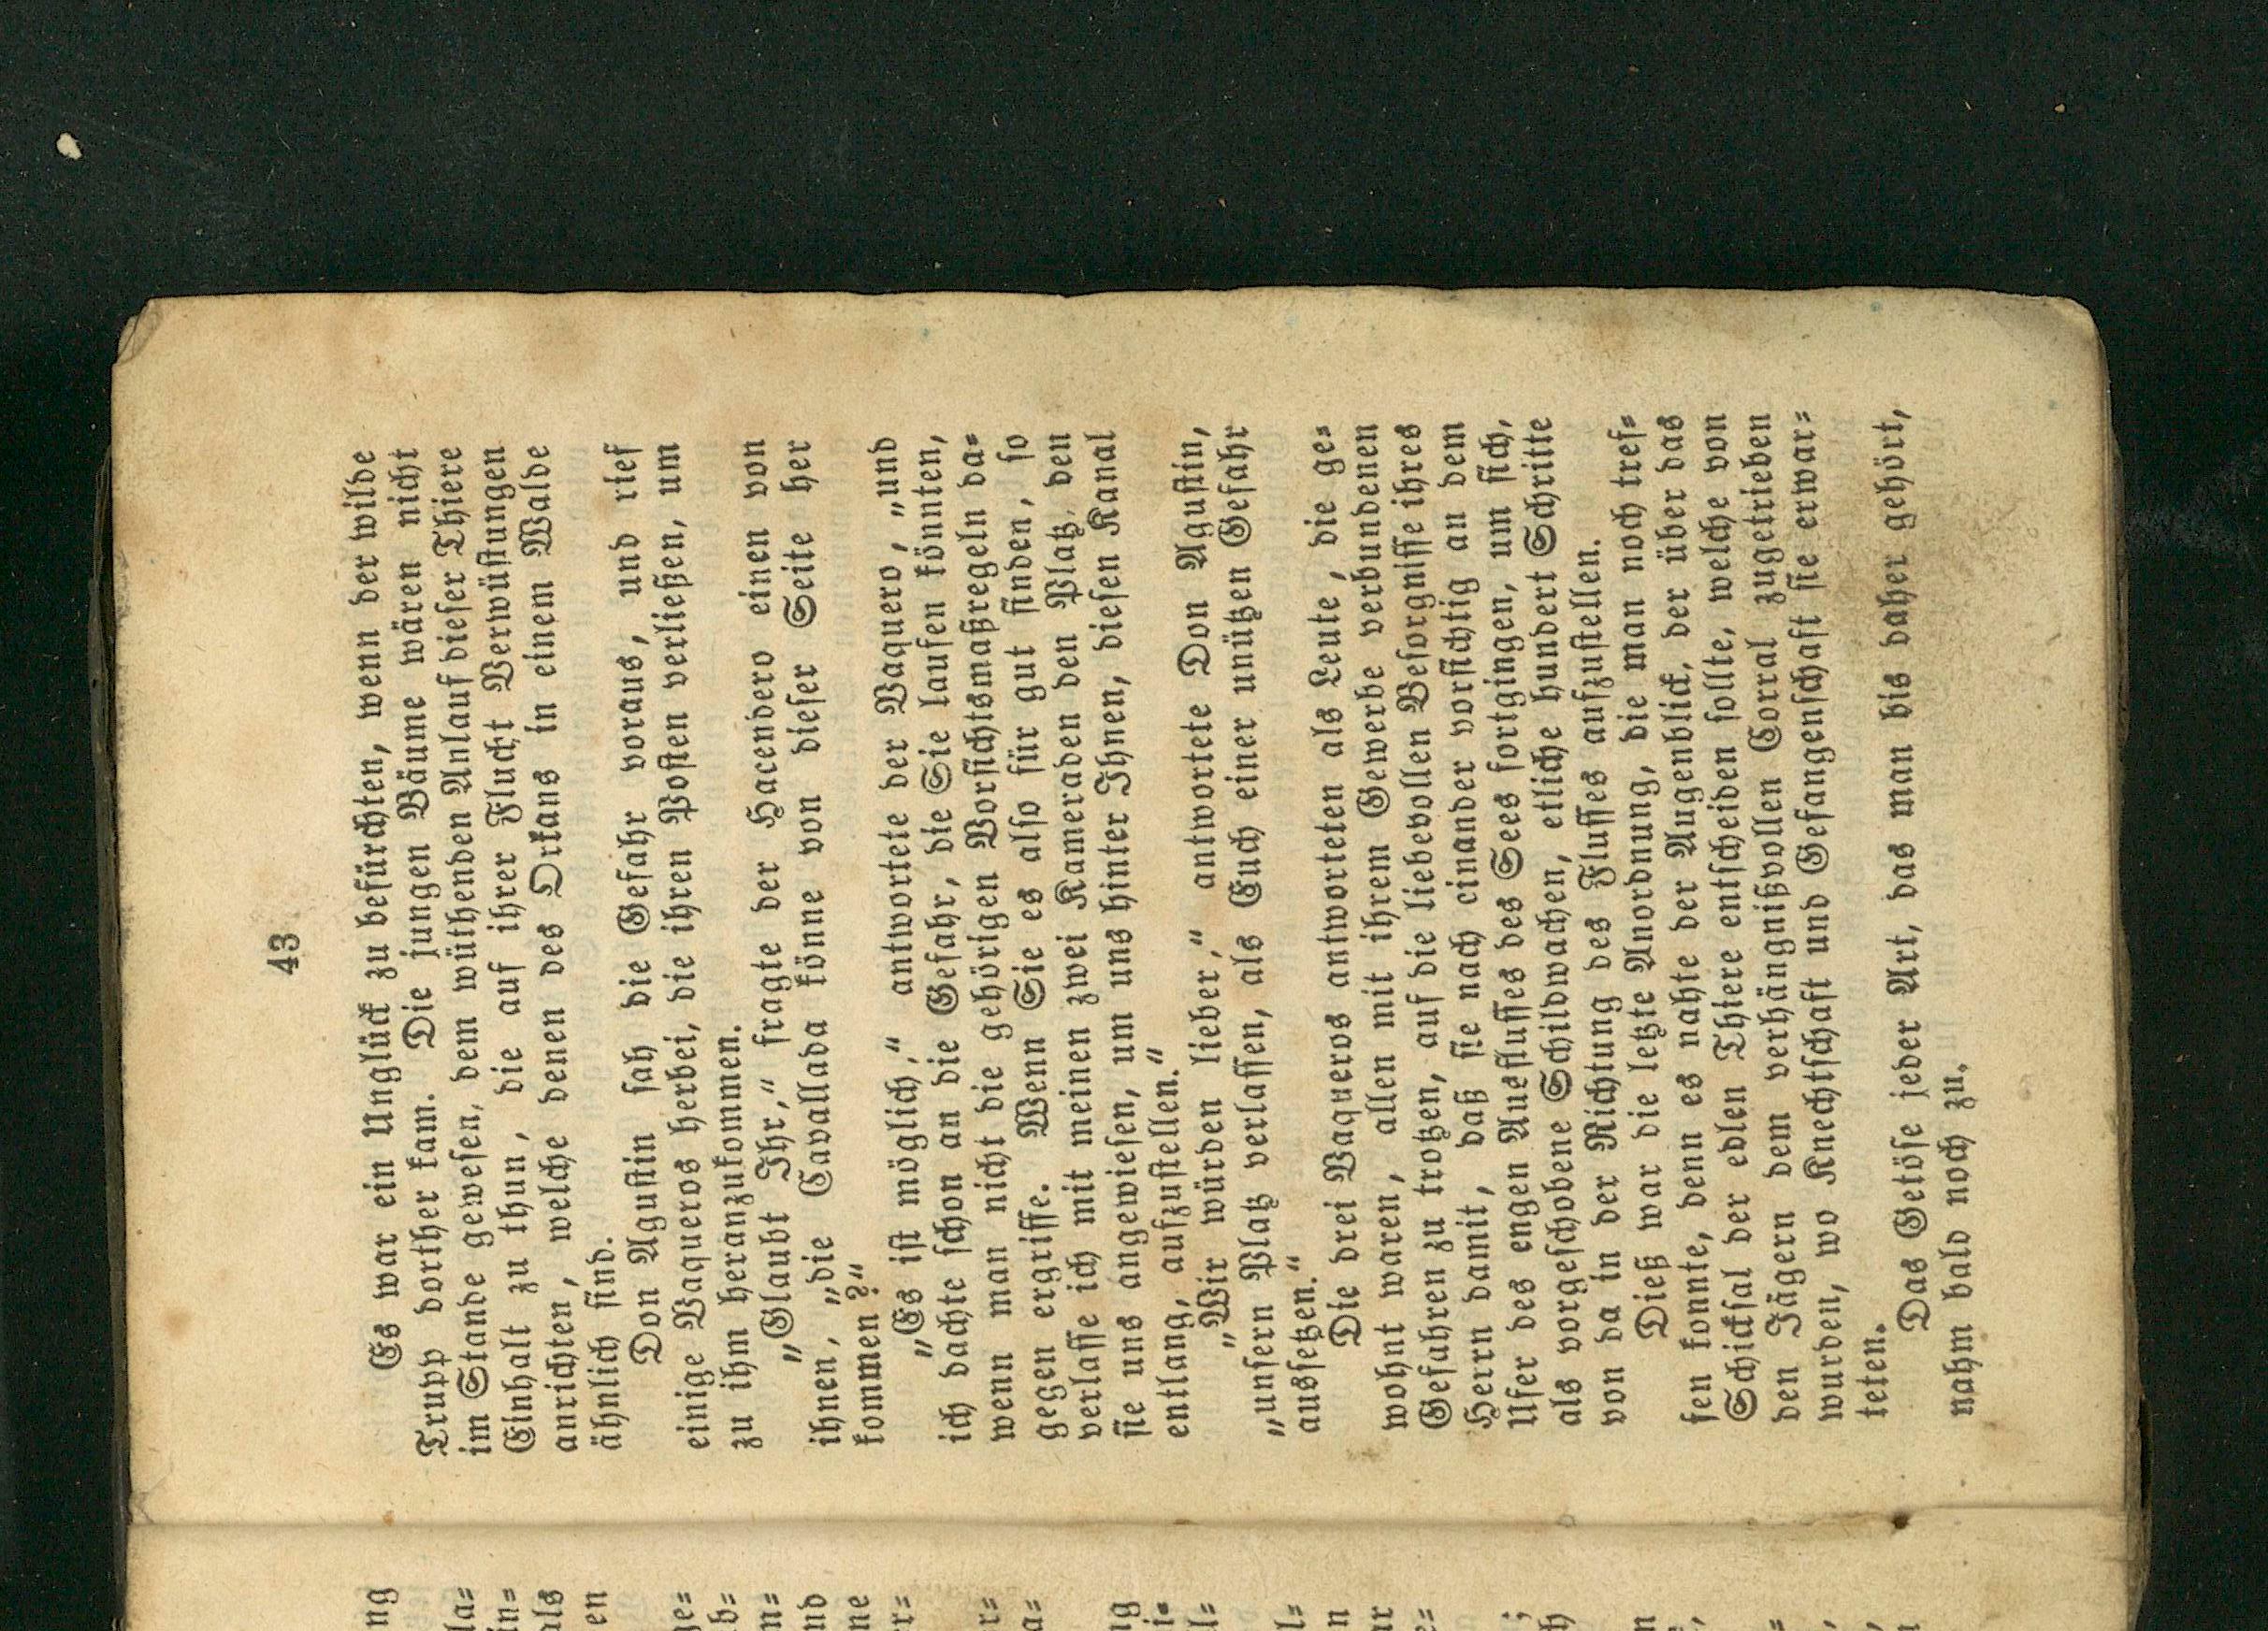 43
Es war ein Unglück zu befürchten, wenn der wilde
Trupp dorther kam. Die jungen Bäume wären nicht
im Stande gewesen, dem wüthenden Anlauf dieser Thiere
Einhalt zu thun, die auf ihrer Flucht Verwüstungen
anrichten, welche denen des Orkans in einem Walde
ähnlich sind.
Don Agustin sah die Gefahr voraus, und rief
einige Vaqueros herbei, die ihren Posten verließen, um
zu ihm heranzukommen.
„Glaubt Ihr,“ fragte der Hacendero einen von
ihnen, „die Cavallada könne von dieser Seite her
kommen?“
„Es ist möglich,“ antwortete der Vaquero, „und
ich dachte schon an die Gefahr, die Sie laufen könnten,
wenn man nicht die gehörigen Vorsichtsmaßregeln da=
gegen ergriffe. Wenn Sie es also für gut finden, so
verlasse ich mit meinen zwei Kameraden den Platz, den
sie uns angewiesen, um uns hinter Ihnen, diesen Kanal
entlang, aufzustellen.“
„Wir würden lieber,“ antwortete Don Agustin,
„unsern Platz verlassen, als Euch einer unützen Gefahr
aussetzen.“
Die drei Vaqueros antworteten als Leute, die ge=
wohnt waren, allen mit ihrem Gewerbe verbundenen
Gefahren zu trotzen, auf die liebevollen Besorgnisse ihres
Herrn damit, daß sie nach einander vorsichtig an dem
Ufer des engen Ausflusses des Sees fortgingen, um sich,
als vorgeschobene Schildwachen, etliche hundert Schritte
von da in der Richtung des Flusses aufzustellen.
Dieß war die letzte Anordnung, die man noch tref=
fen konnte, denn es nahte der Augenblick, der über das
Schicksal der edlen Thiere entscheiden sollte, welche von
den Jägern dem verhängnißvollen Corral zugetrieben
wurden, wo Knechtschaft und Gefangenschaft sie erwar=
teten.
Das Getöse jeder Art, das man bis daher gehört,
nahm bald noch zu.